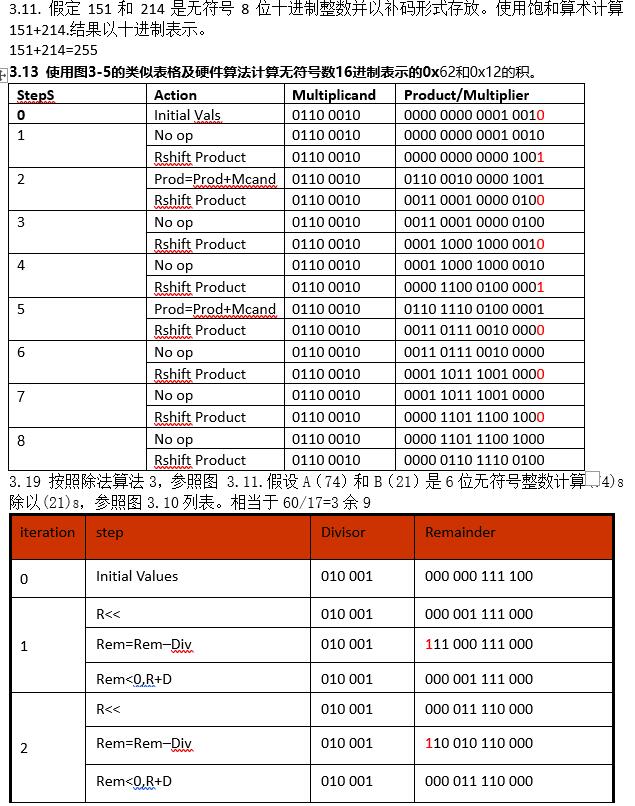 3.11. 假定 151 和 214 是无符号 8 位十进制整数并以补码形式存放。使用饱和算术计算
151+214.结果以十进制表示。
151+214=255
3.13 使用图3-5的类似表格及硬件算法计算无符号数16进制表示的0x62和0x12的积。
StepS Action Multiplicand Product/Multiplier
0 Initial Vals 0110 0010 0000 0000 0001 0010
1 No op 0110 0010 0000 0000 0001 0010
Rshift Product 0110 0010 0000 0000 0000 1001
2 Prod=Prod+Mcand 0110 0010 0110 0010 0000 1001
Rshift Product 0110 0010 0011 0001 0000 0100
3 No op 0110 0010 0011 0001 0000 0100
Rshift Product 0110 0010 0001 1000 1000 0010
4 No op 0110 0010 0001 1000 1000 0010
Rshift Product 0110 0010 0000 1100 0100 0001
5 Prod=Prod+Mcand 0110 0010 0110 1110 0100 0001
Rshift Product 0110 0010 0011 0111 0010 0000
6 No op 0110 0010 0011 0111 0010 0000
Rshift Product 0110 0010 0001 1011 1001 0000
7 No op 0110 0010 0001 1011 1001 0000
Rshift Product 0110 0010 0000 1101 1100 1000
8 No op 0110 0010 0000 1101 1100 1000
Rshift Product 0110 0010 0000 0110 1110 0100
3.19 按照除法算法 3, 参照图 3.11.假设 A（74）和 B（21）是 6 位无符号整数计算 4)8
除以(21)8, 参照图 3.10 列表。相当于 60/17=3 余 9
iteration step Divisor Remainder
0 Initial Values 010 001 000 000 111 100
1 R<< 010 001 000 001 111 000
Rem=Rem–Div 010 001 111 000 111 000
Rem<0,R+D 010 001 000 001 111 000
2 R<< 010 001 000 011 110 000
Rem=Rem–Div 010 001 110 010 110 000
Rem<0,R+D 010 001 000 011 110 000